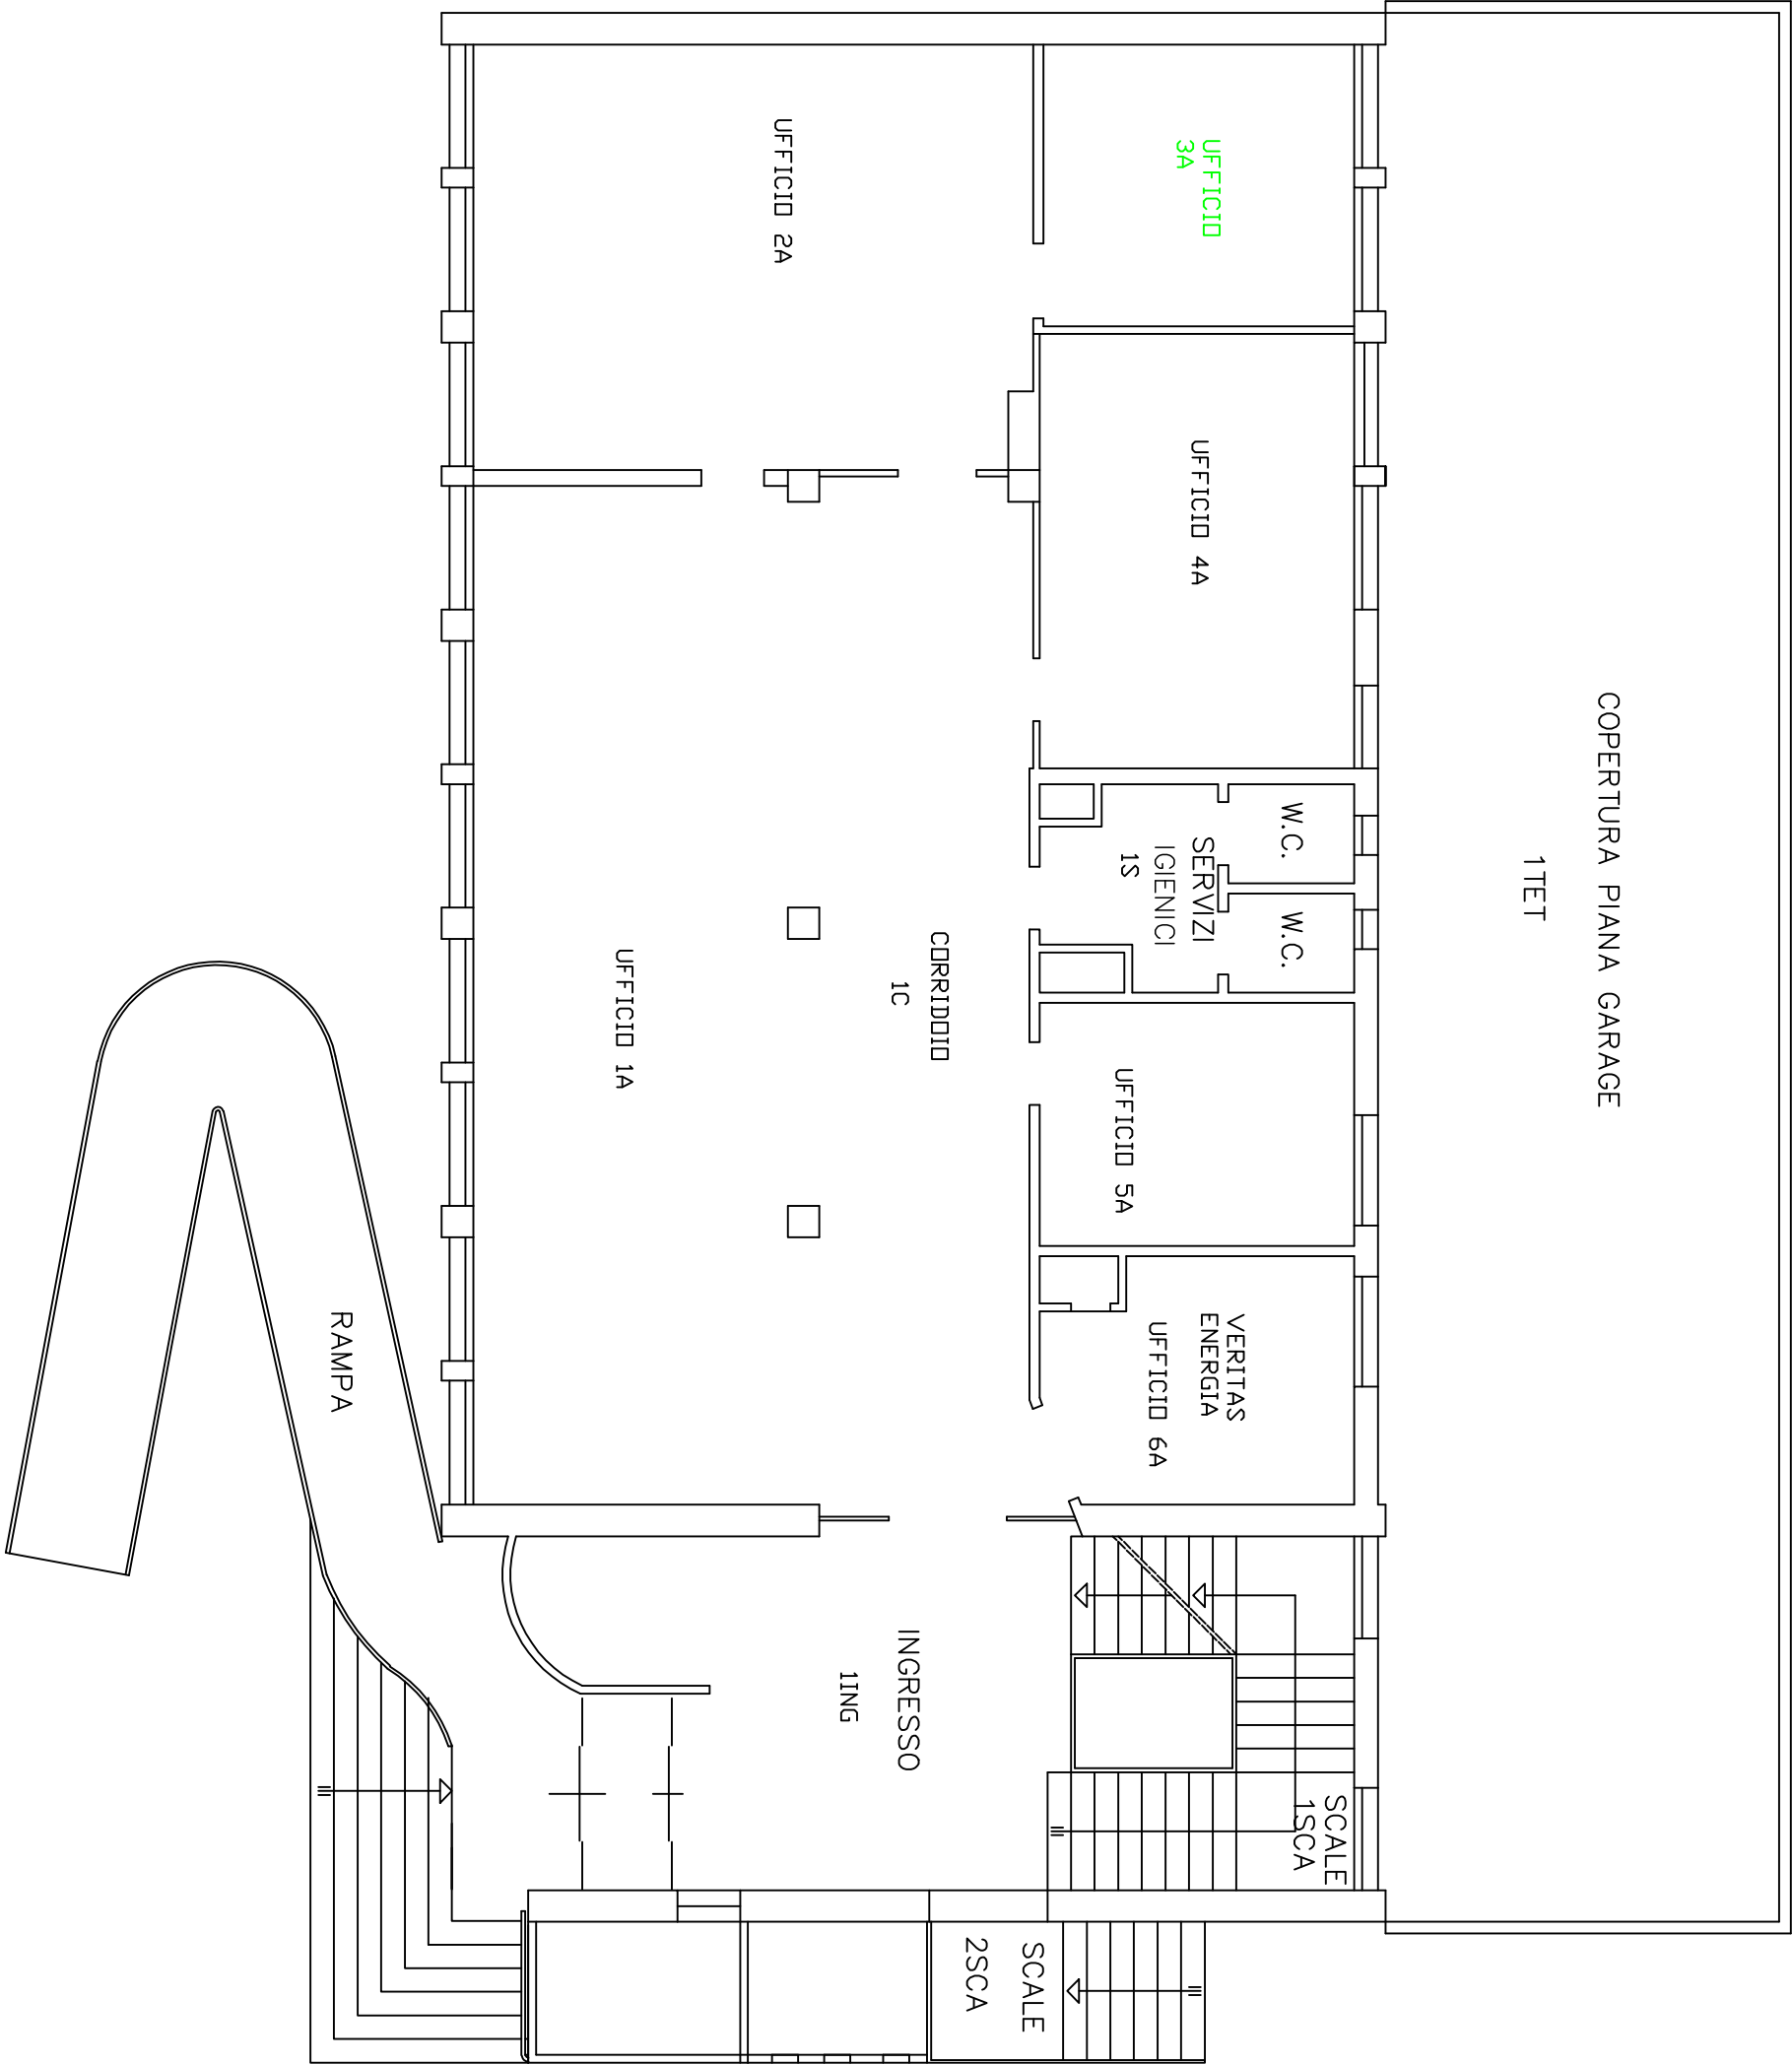 COPERTURA PIANA GARAGE
1TET
UFFICIO
3A
UFFICIO 2A
UFFICIO 4A
W.C.
W.C.
SERVIZI
IGIENICI
1S
CORRIDOIO
1C
UFFICIO 1A
UFFICIO 5A
VERITAS
ENERGIA
UFFICIO 6A
RAMPA
INGRESSO
1ING
SCALE
1SCA
SCALE
2SCA